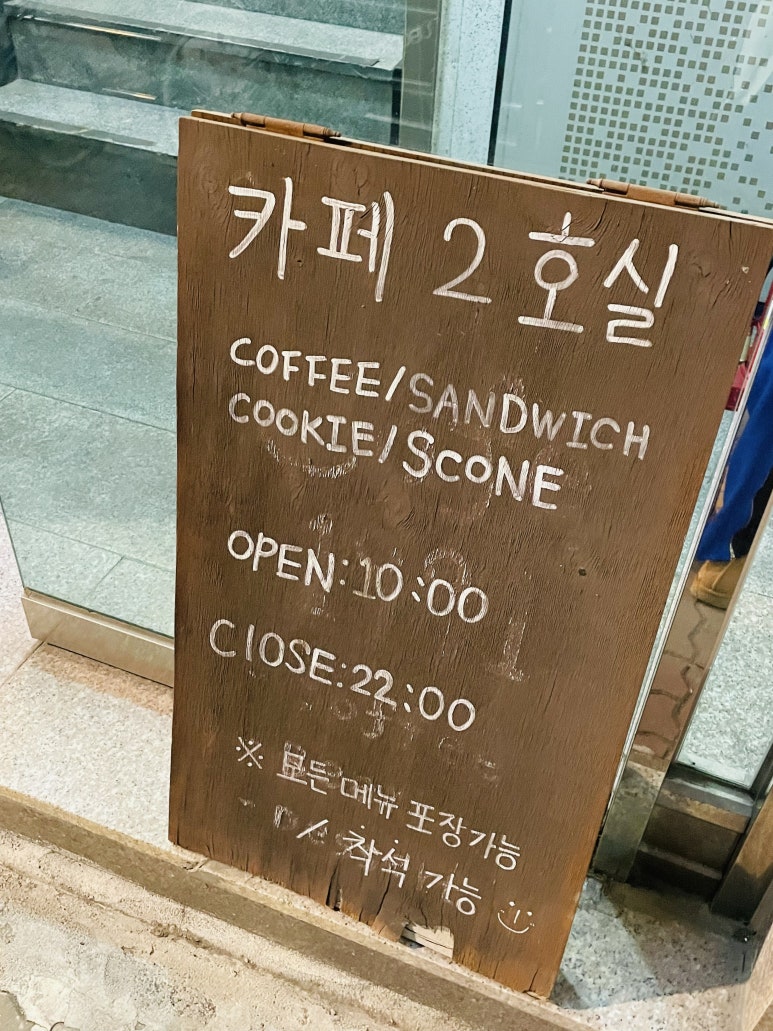 카페 2호실
COFFEE/SANDWICH
COOKIE/SCONE
OPEN:10:00
ClOSE:22:00
※ 모든 메뉴 포장가능
/ 착석 가능